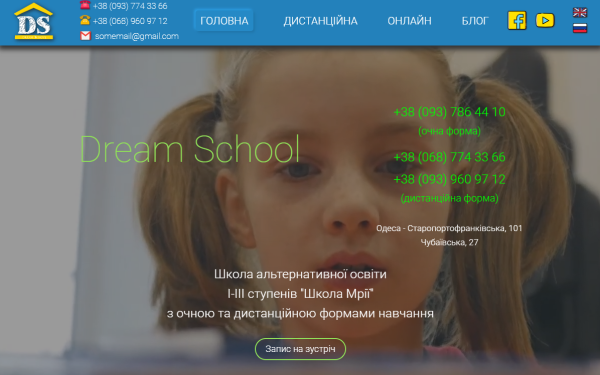 DS
+38 (093) 774 33 66
+38 (068) 960 97 12
somemail@gmail.com
ГОЛОВНА
ДИСТАНЦІЙНА
ОНЛАЙН
БЛОГ
Dream School
+38 (093) 786 44 10
(очна форма)
+38 (068) 774 33 66
+38 (093) 960 97 12
(дистанційна форма)
Одеса - Старопортофранківська, 101
Чубаївська, 27
Школа альтернативної освіти
І-ІІІ ступенів "Школа Мрії"
з очною та дистанційною формами навчання
Запис на зустріч